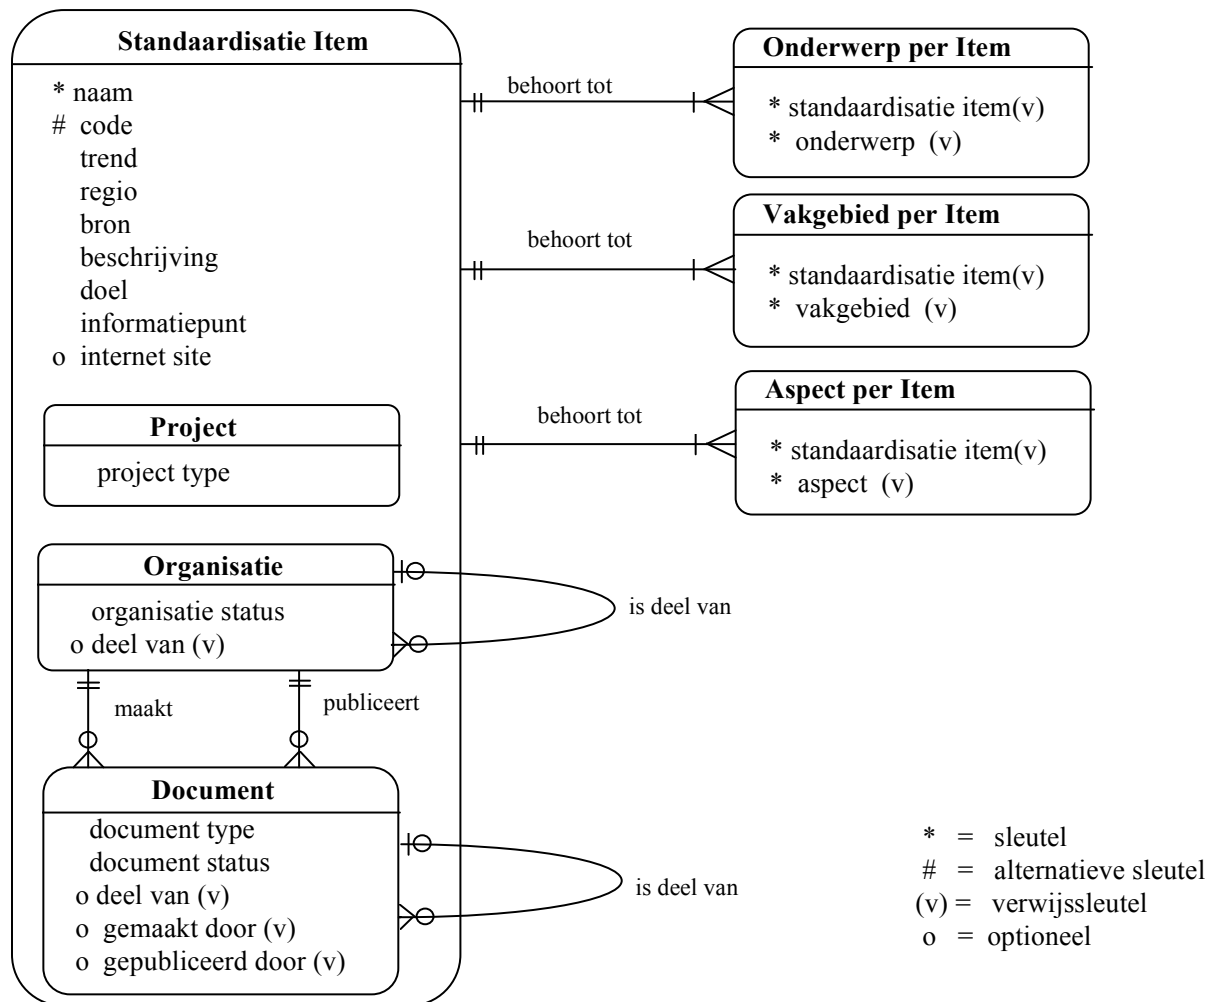 Standaardisatie Item
* naam
# code
trend
regio
bron
beschrijving
doel
informatiepunt
o internet site
Project
project type
Organisatie
organisatie status
o deel van (v)
is deel van
maakt
publiceert
Document
document type
document status
o deel van (v)
o gemaakt door (v)
o gepubliceerd door (v)
is deel van
behoort tot
Onderwerp per Item
* standaardisatie item(v)
* onderwerp (v)
behoort tot
Vakgebied per Item
* standaardisatie item(v)
* vakgebied (v)
behoort tot
Aspect per Item
* standaardisatie item(v)
* aspect (v)
* = sleutel
# = alternatieve sleutel
(v) = verwijssleutel
o = optioneel